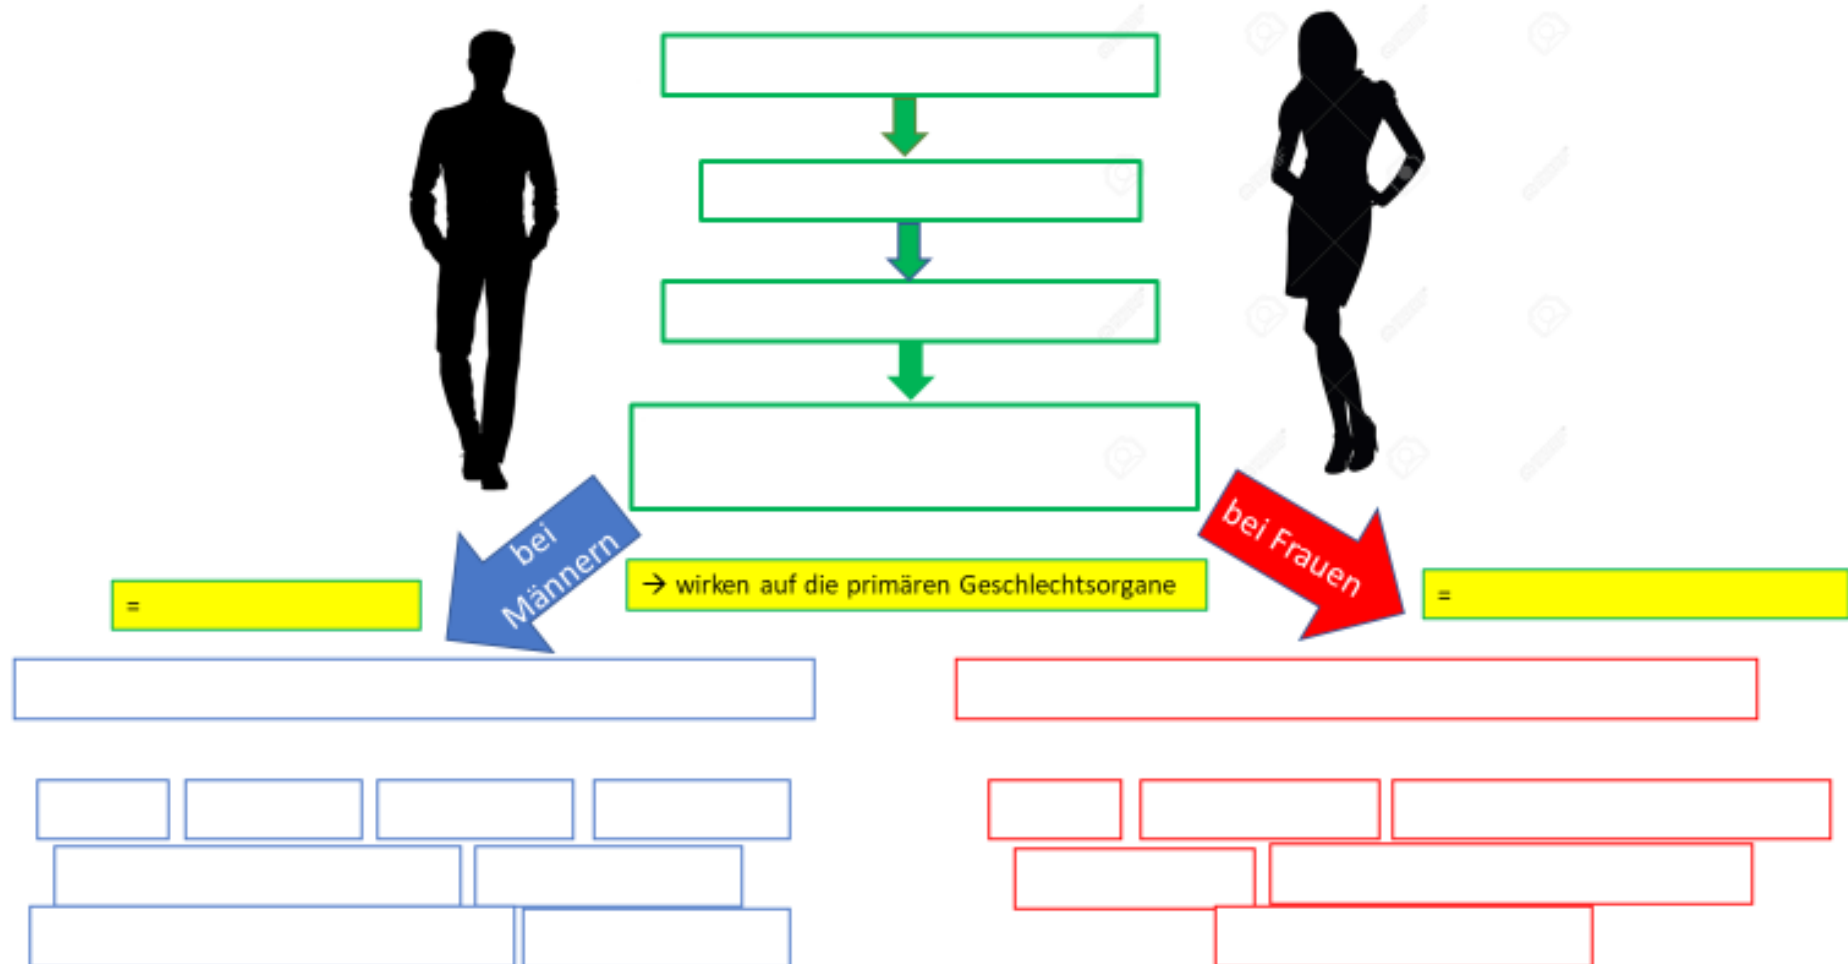 bei
Männern
→ wirken auf die primären Geschlechtsorgane
bei Frauen
=
=